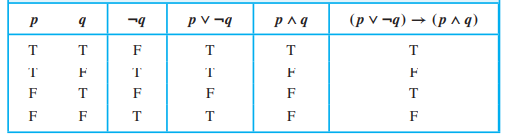 p q ¬q p ∨ ¬q p ∧ q (p ∨ ¬q) → (p ∧ q)
T T F T T T
T F T T F F
F T F F F T
F F T T F F